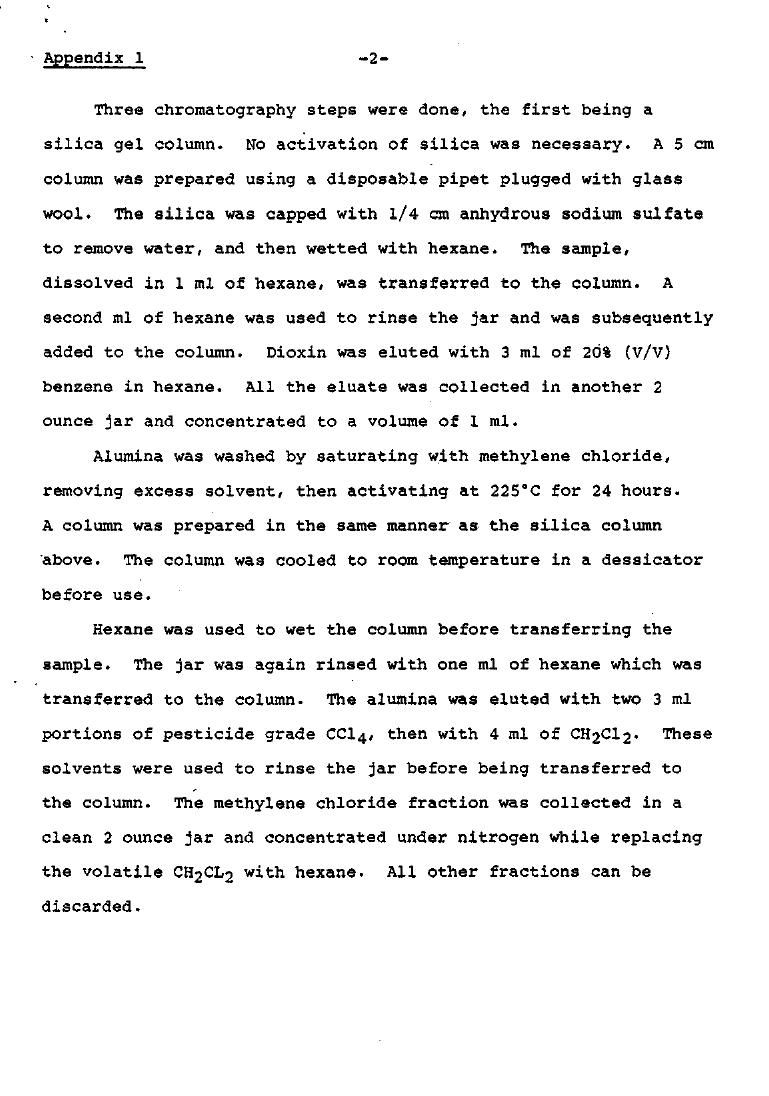 Appendix 1 -2-
Three chromatography steps were done, the first being a
silica gel column. No activation of silica was necessary. A 5 cm
column was prepared using a disposable pipet plugged with glass
wool. The silica was capped with 1/4 cm anhydrous sodium sulfate
to remove water, and then wetted with hexane. The sample,
dissolved in 1 ml of hexane, was transferred to the column. A
second ml of hexane was used to rinse the jar and was subsequently
added to the column. Dioxin was eluted with 3 ml of 20% (V/V)
benzene in hexane. All the eluate was collected in another 2
ounce jar and concentrated to a volume of 1 ml.
Alumina was washed by saturating with methylene chloride,
removing excess solvent, then activating at 225°C for 24 hours.
A column was prepared in the same manner as the silica column
above. The column was cooled to room temperature in a dessicator
before use.
Hexane was used to wet the column before transferring the
sample. The jar was again rinsed with one ml of hexane which was
transferred to the column. The alumina was eluted with two 3 ml
portions of pesticide grade CCl4, then with 4 ml of CH2Cl2. These
solvents were used to rinse the jar before being transferred to
the column. The methylene chloride fraction was collected in a
clean 2 ounce jar and concentrated under nitrogen while replacing
the volatile CH2CL2 with hexane. All other fractions can be
discarded.